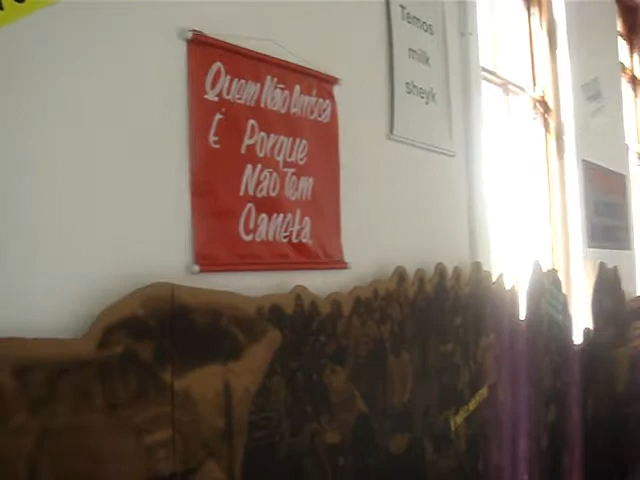 Quem Não Arrisca
É Porque
Não Tem
Caneta.
Temos
milk
sheyk